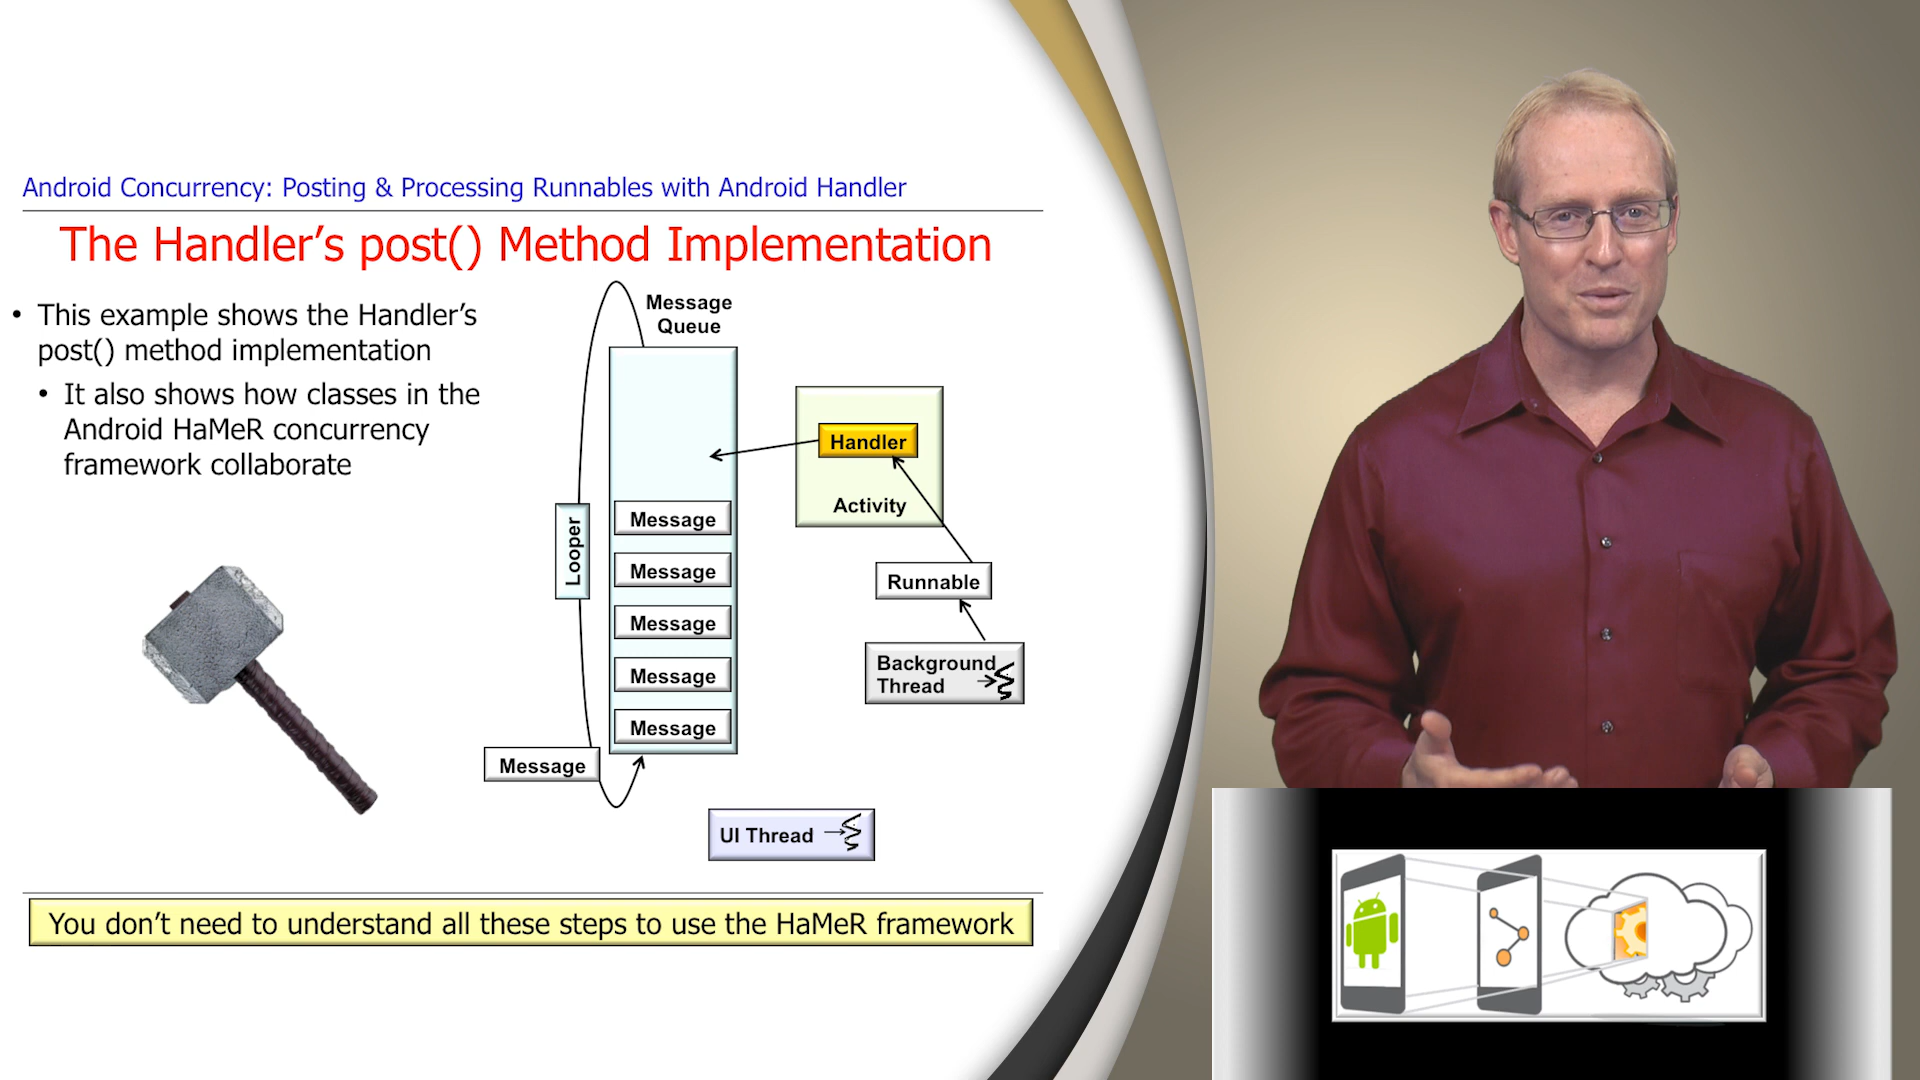 Android Concurrency: Posting & Processing Runnables with Android Handler
The Handler’s post() Method Implementation
• This example shows the Handler’s
post() method implementation
• It also shows how classes in the
Android HaMeR concurrency
framework collaborate
Message
Queue
Handler
Activity
Looper
Message
Message
Message
Message
Message
Message
Runnable
Background
Thread
UI Thread
You don’t need to understand all these steps to use the HaMeR framework